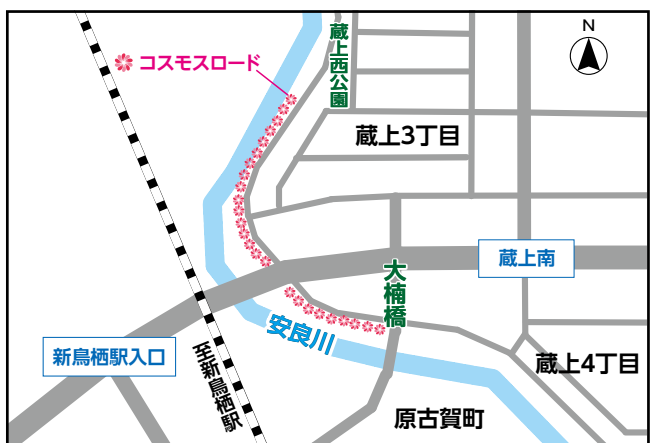 コスモスロード
蔵上西公園
N
蔵上3丁目
蔵上南
大楠橋
安良川
新鳥栖駅入口
至新鳥栖駅
蔵上4丁目
原古賀町